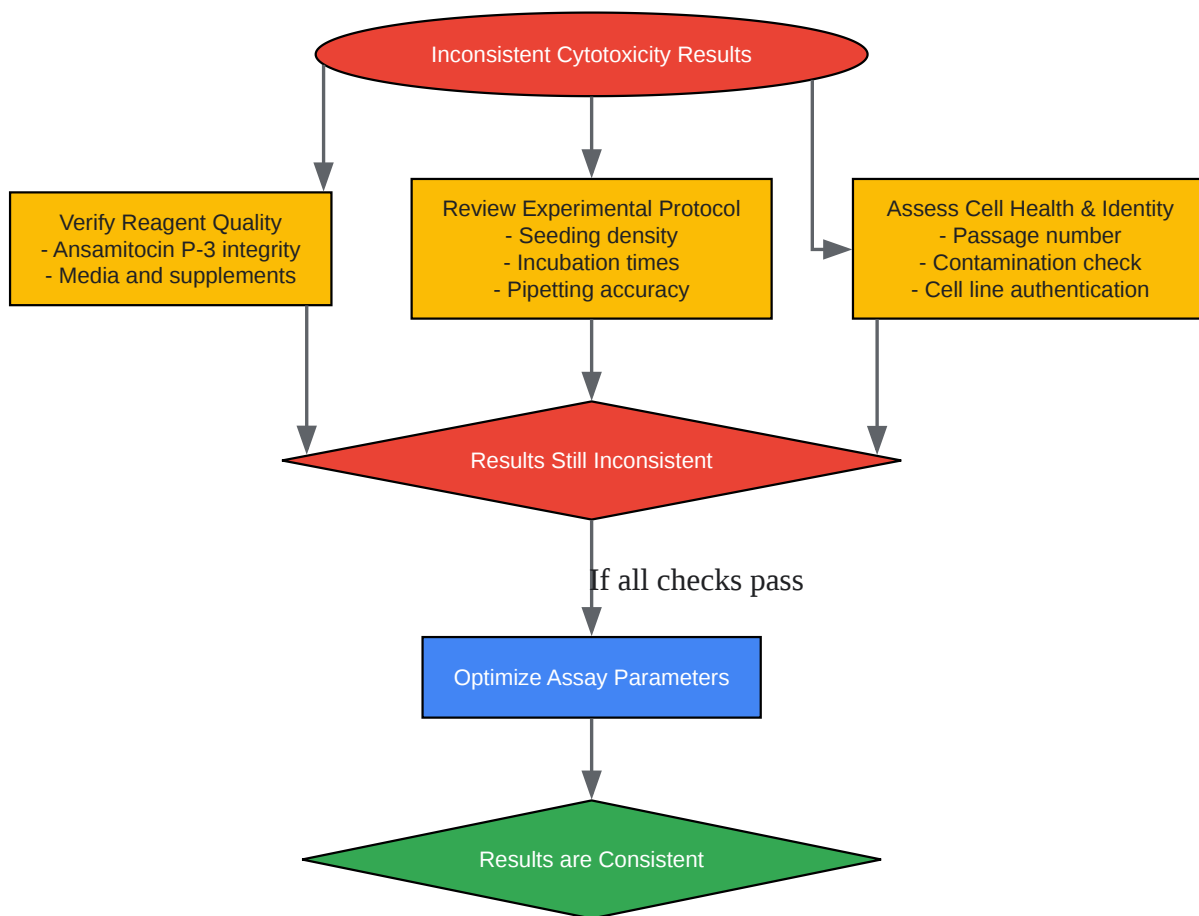 Inconsistent Cytotoxicity Results
Verify Reagent Quality
- Ansamitocin P-3 integrity
- Media and supplements
Review Experimental Protocol
- Seeding density
- Incubation times
- Pipetting accuracy
Assess Cell Health & Identity
- Passage number
- Contamination check
- Cell line authentication
Results Still Inconsistent
If all checks pass
Optimize Assay Parameters
Results are Consistent